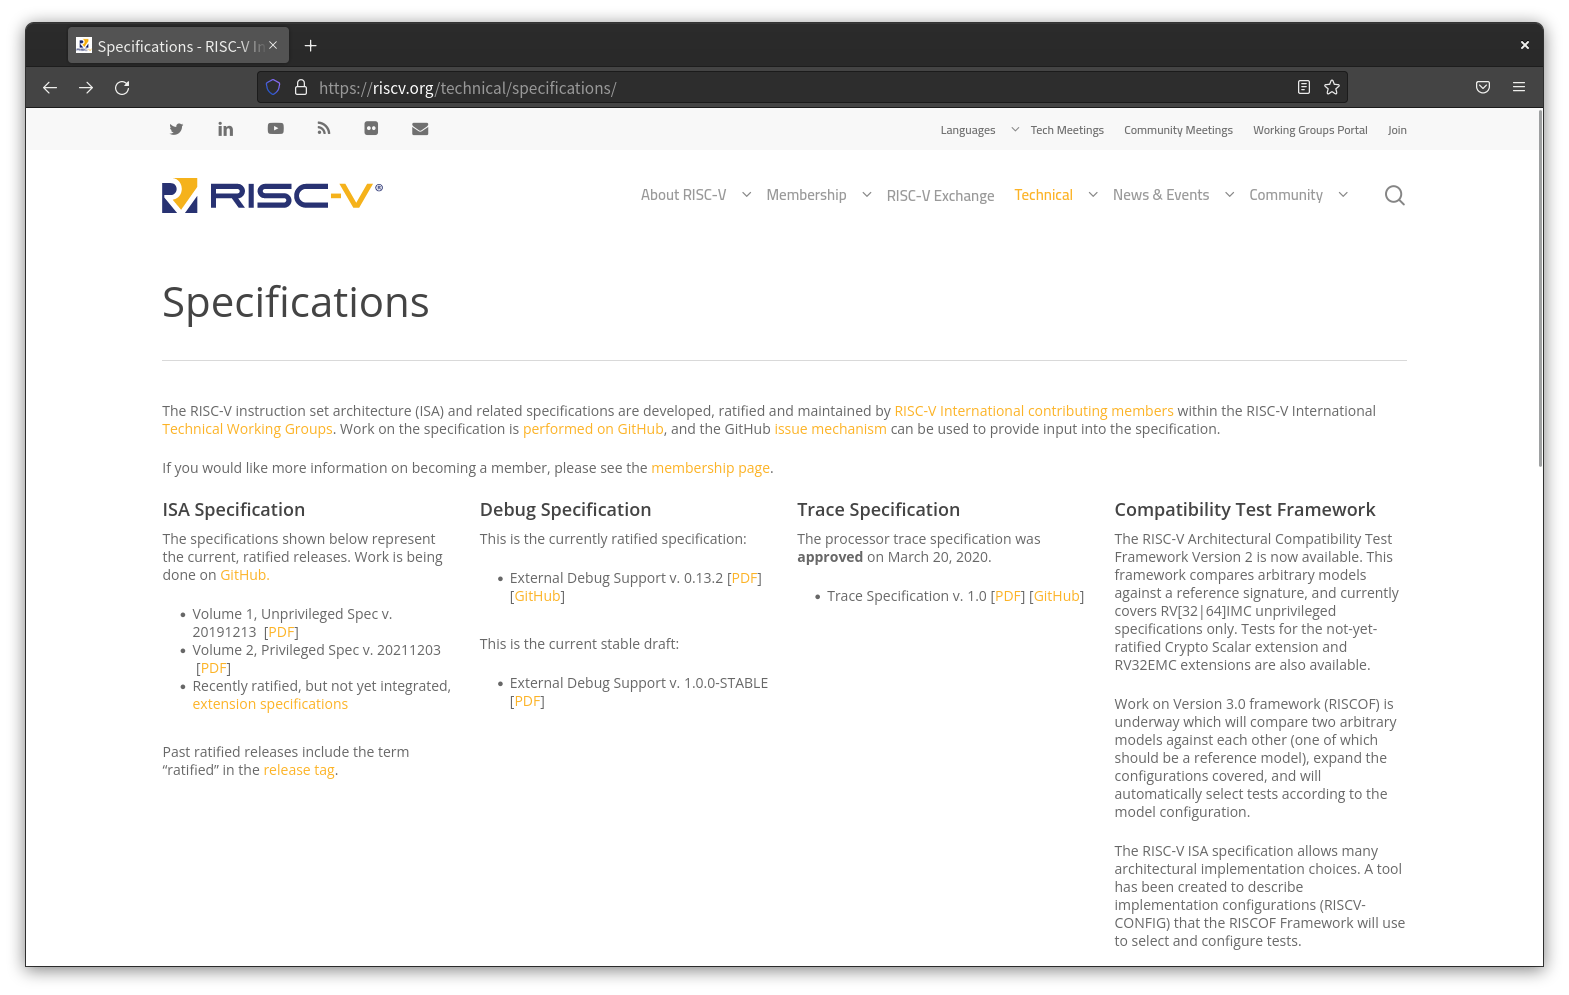 Specifications - RISC-V In
https://riscv.org/technical/specifications/
Languages Tech Meetings Community Meetings Working Groups Portal Join
RISC-V®
About RISC-V Membership RISC-V Exchange Technical News & Events Community
Specifications
The RISC-V instruction set architecture (ISA) and related specifications are developed, ratified and maintained by RISC-V International contributing members within the RISC-V International
Technical Working Groups. Work on the specification is performed on GitHub, and the GitHub issue mechanism can be used to provide input into the specification.
If you would like more information on becoming a member, please see the membership page.
ISA Specification
The specifications shown below represent
the current, ratified releases. Work is being
done on GitHub.
• Volume 1, Unprivileged Spec v.
20191213 [PDF]
• Volume 2, Privileged Spec v. 20211203
[PDF]
• Recently ratified, but not yet integrated,
extension specifications
Past ratified releases include the term
“ratified” in the release tag.
Debug Specification
This is the currently ratified specification:
• External Debug Support v. 0.13.2 [PDF]
[GitHub]
This is the current stable draft:
• External Debug Support v. 1.0.0-STABLE
[PDF]
Trace Specification
The processor trace specification was
approved on March 20, 2020.
• Trace Specification v. 1.0 [PDF] [GitHub]
Compatibility Test Framework
The RISC-V Architectural Compatibility Test
Framework Version 2 is now available. This
framework compares arbitrary models
against a reference signature, and currently
covers RV[32|64]IMC unprivileged
specifications only. Tests for the not-yet-
ratified Crypto Scalar extension and
RV32EMC extensions are also available.
Work on Version 3.0 framework (RISCOF) is
underway which will compare two arbitrary
models against each other (one of which
should be a reference model), expand the
configurations covered, and will
automatically select tests according to the
model configuration.
The RISC-V ISA specification allows many
architectural implementation choices. A tool
has been created to describe
implementation configurations (RISCV-
CONFIG) that the RISCOF Framework will use
to select and configure tests.